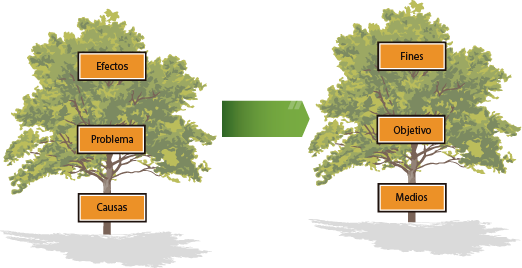 Efectos
Problema
Causas
Fines
Objetivo
Medios